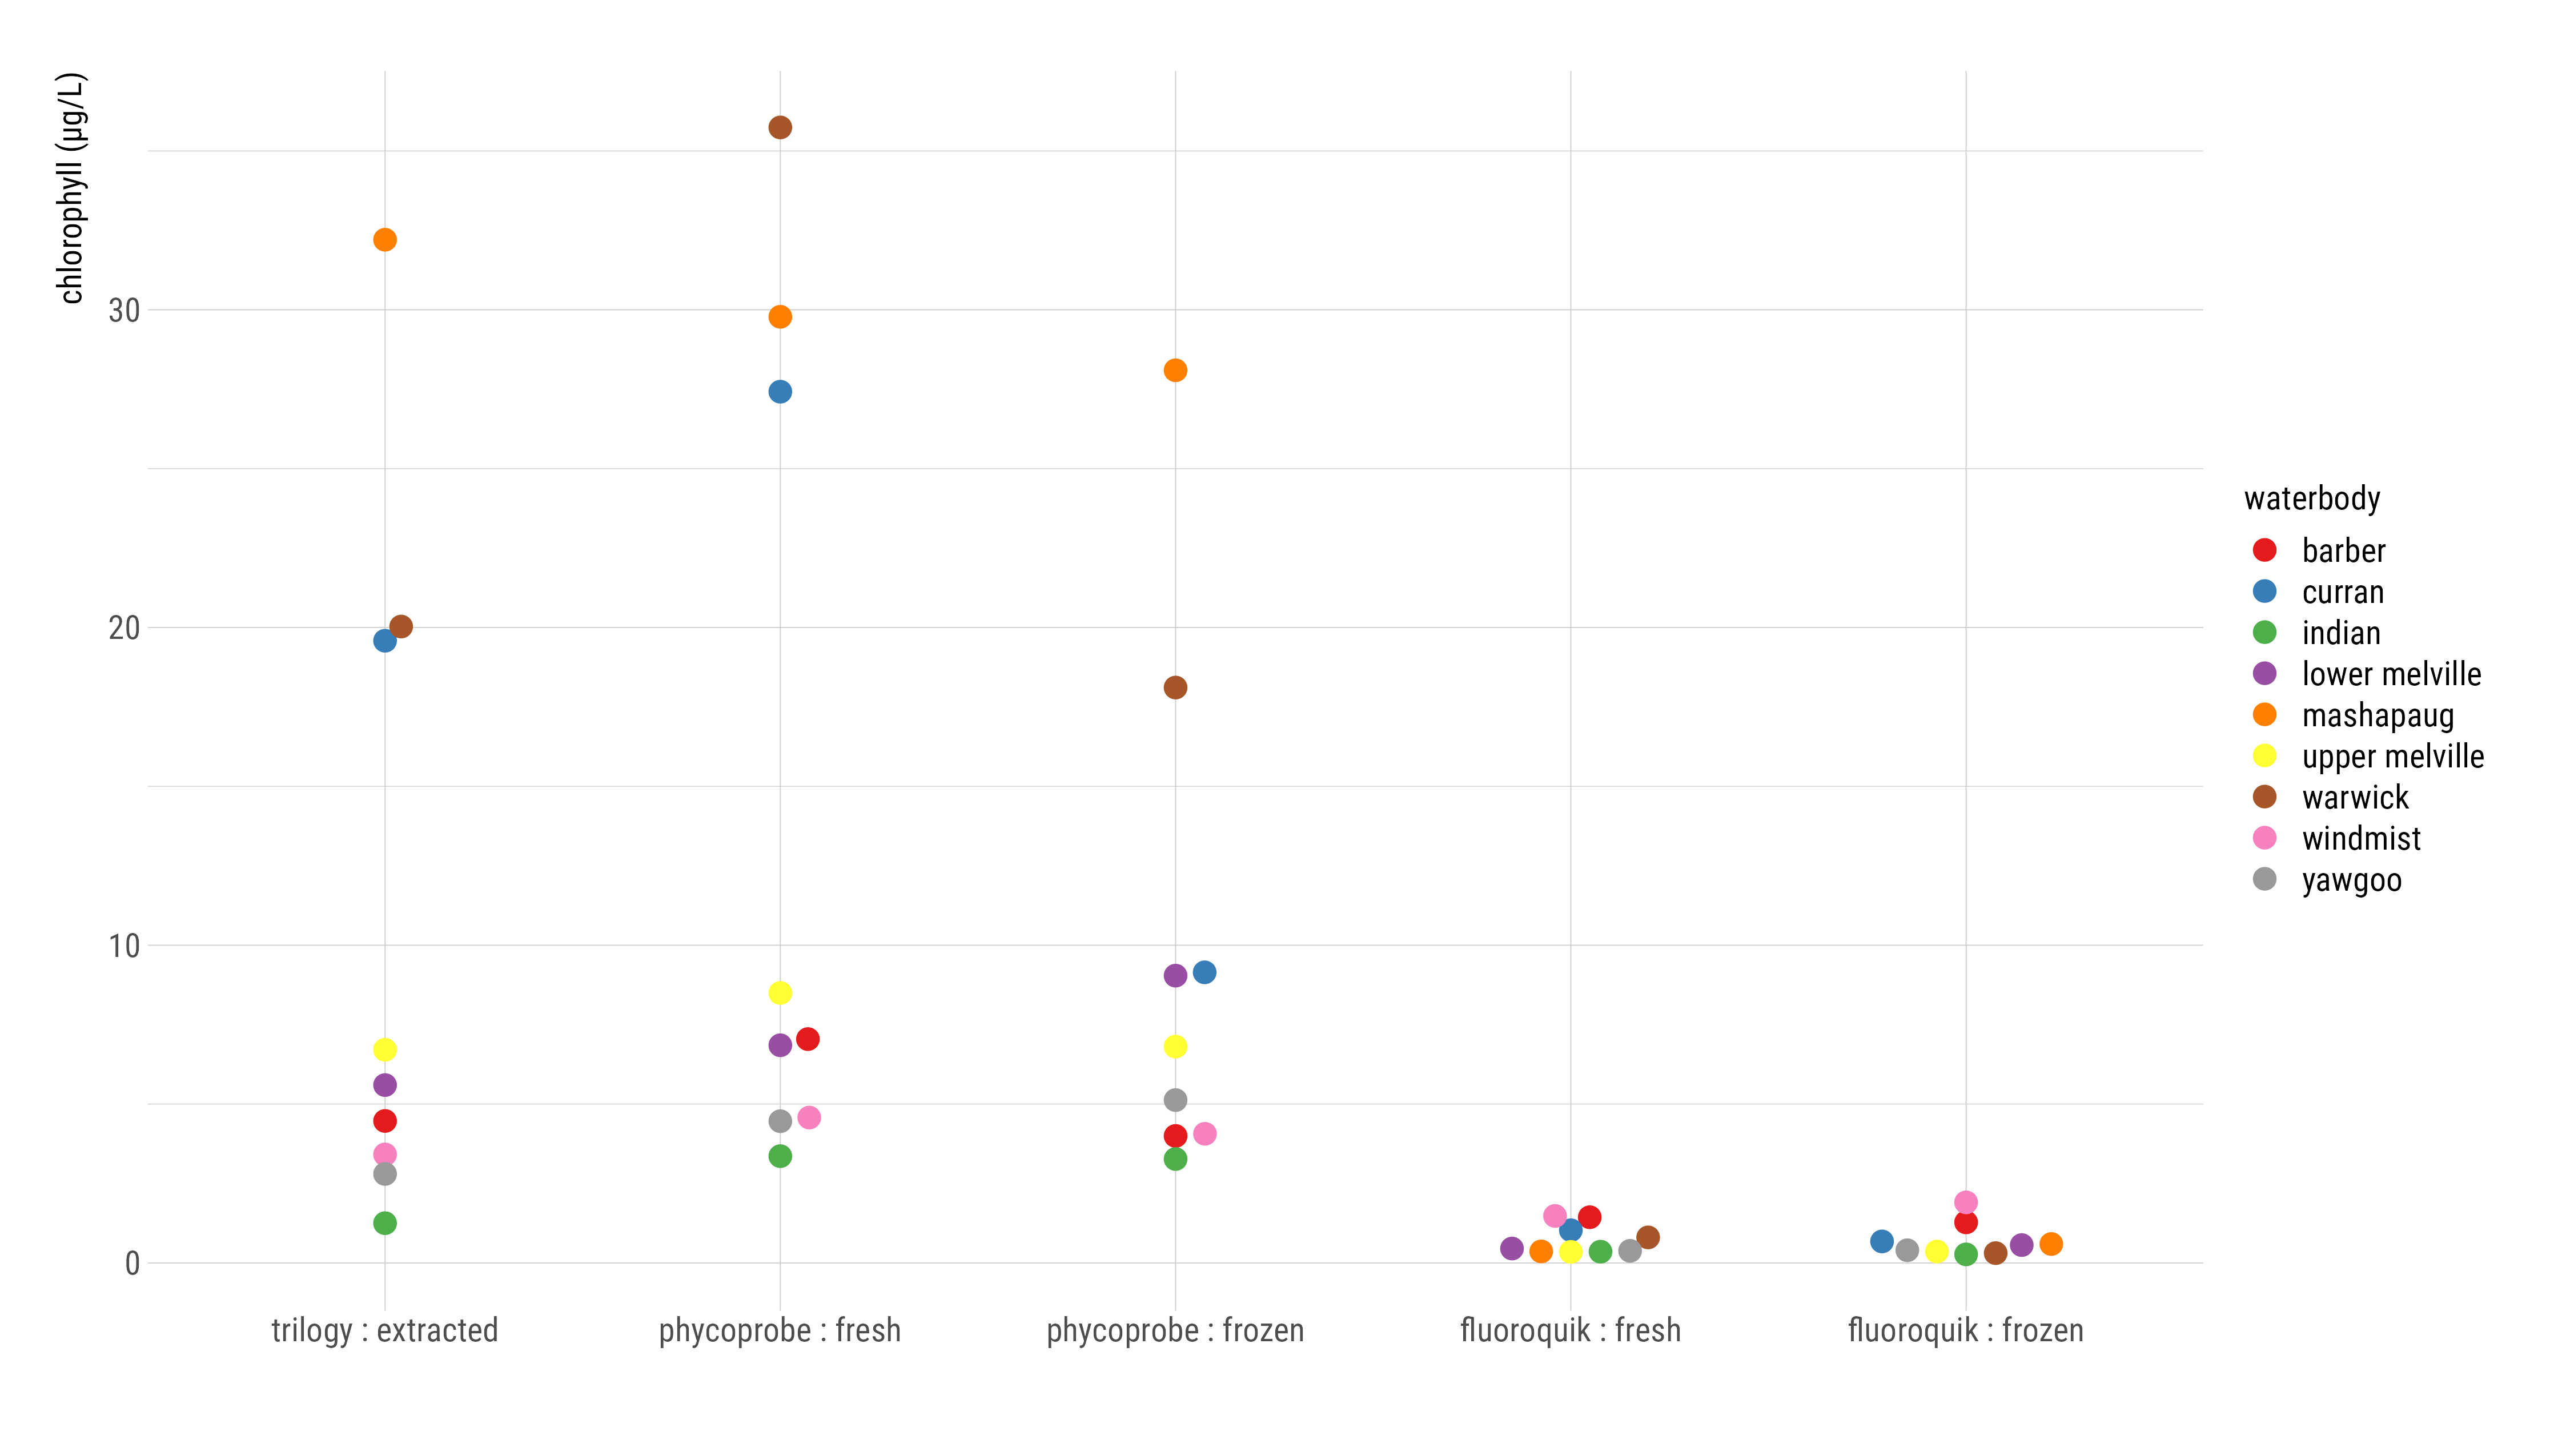 chlorophyll (µg/L)
30
20
10
0
trilogy : extracted
phycoprobe : fresh
phycoprobe : frozen
fluoroquik : fresh
fluoroquik : frozen
waterbody
barber
curran
indian
lower melville
mashapaug
upper melville
warwick
windmist
yawgoo